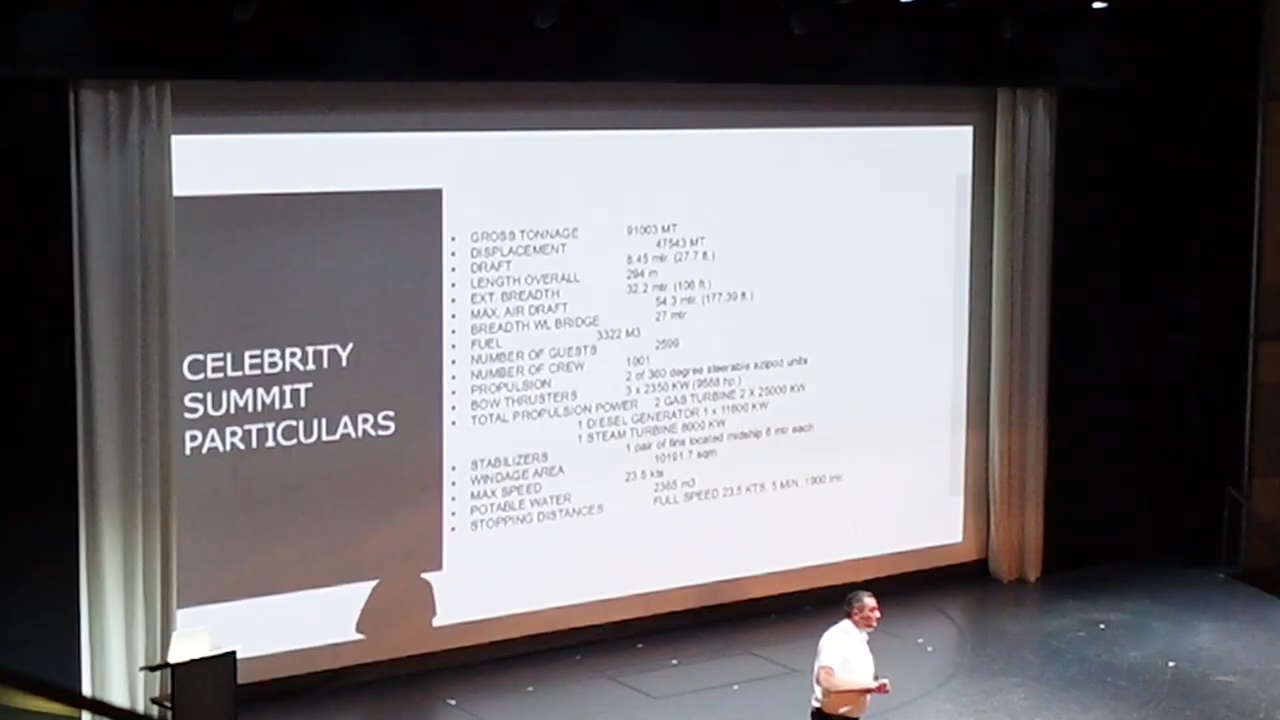 CELEBRITY
SUMMIT
PARTICULARS
• GROSS TONNAGE 91003 MT
• DISPLACEMENT 47543 MT
• DRAFT 8.45 mtr. (27.7 ft.)
• LENGTH OVERALL 294 m
• EXT. BREADTH 32.2 mtr. (106 ft.)
• MAX. AIR DRAFT 54.3 mtr. (177.39 ft.)
• BREADTH WL BRIDGE 27 mtr
• FUEL 3322 M3
• NUMBER OF GUESTS 2500
• NUMBER OF CREW 1001
• PROPULSION 2 of 360 degree steerable azipod units
• BOW THRUSTERS 3 x 2350 KW (9588 hp.)
• TOTAL PROPULSION POWER 2 GAS TURBINE 2 X 25000 KW
1 DIESEL GENERATOR 1 x 11600 KW
1 STEAM TURBINE 8000 KW
• STABILIZERS 1 pair of fins located midship 6 mtr each
• WINDAGE AREA 10191.7 sqm
• MAX SPEED 23.5 kts
• POTABLE WATER 2365 m3
• STOPPING DISTANCES FULL SPEED 23.5 KTS, 5 MIN, 1900 mtr